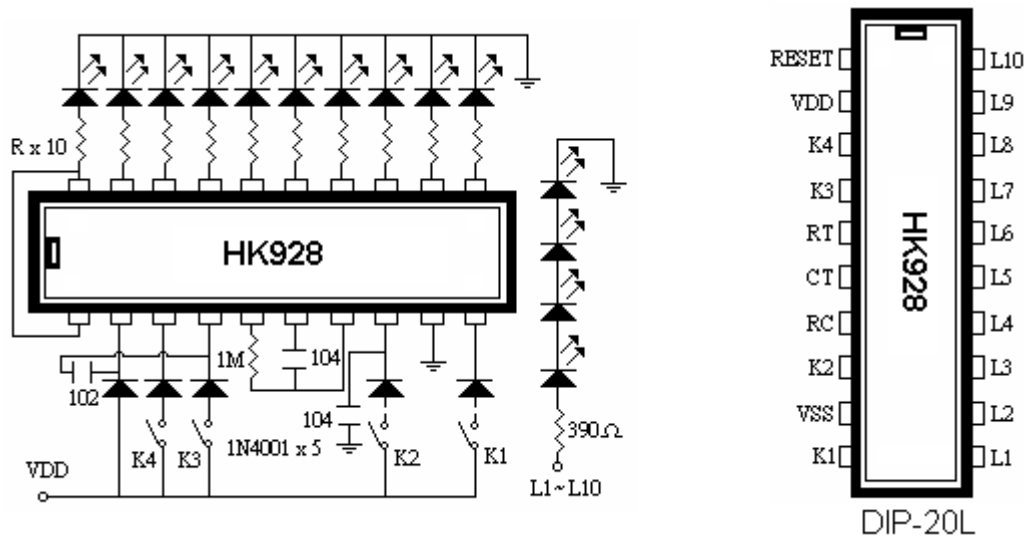 R x 10
HK928
102
1M
104
104
K4
K3
1N4001 x 5
K2
K1
VDD
390Ω
L1~L10
RESET
VDD
K4
K3
RT
CT
RC
K2
VSS
K1
HK928
L10
L9
L8
L7
L6
L5
L4
L3
L2
L1
DIP-20L